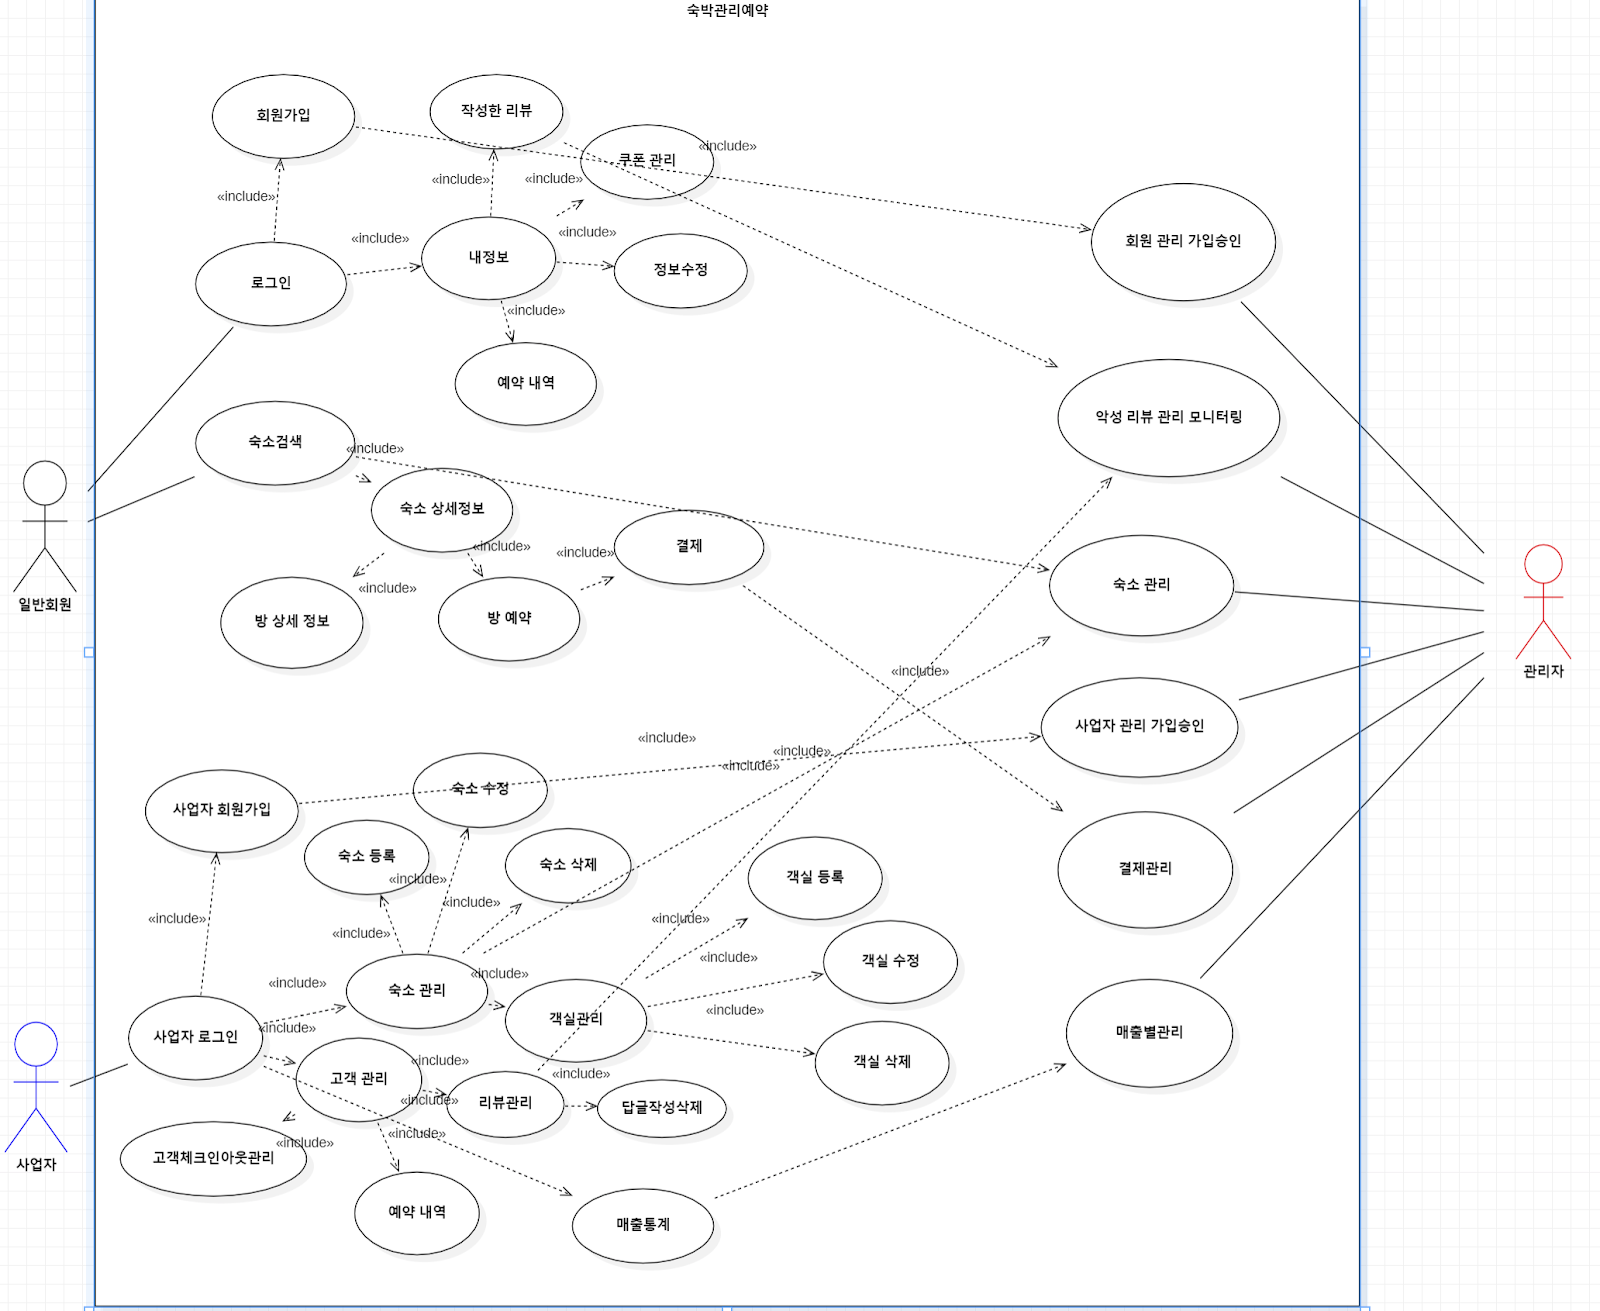 숙박관리예약
회원가입
작성한 리뷰
쿠폰 관리
«include»
«include»
«include»
«include»
«include»
«include»
로그인
내정보
정보수정
회원 관리 가입승인
«include»
예약 내역
숙소검색
«include»
악성 리뷰 관리 모니터링
숙소 상세정보
«include»
«include»
결제
«include»
숙소 관리
방 상세 정보
방 예약
일반회원
관리자
«include»
사업자 관리 가입승인
«include»
«include»
«include»
사업자 회원가입
숙소 수정
숙소 등록
숙소 삭제
«include»
객실 등록
결제관리
«include»
«include»
«include»
«include»
«include»
객실 수정
«include»
«include»
숙소 관리
객실관리
«include»
«include»
매출별관리
사업자 로그인
객실 삭제
«include»
«include»
고객 관리
«include»
리뷰관리
답글작성삭제
«include»
«include»
고객체크인아웃관리
사업자
예약 내역
매출통계